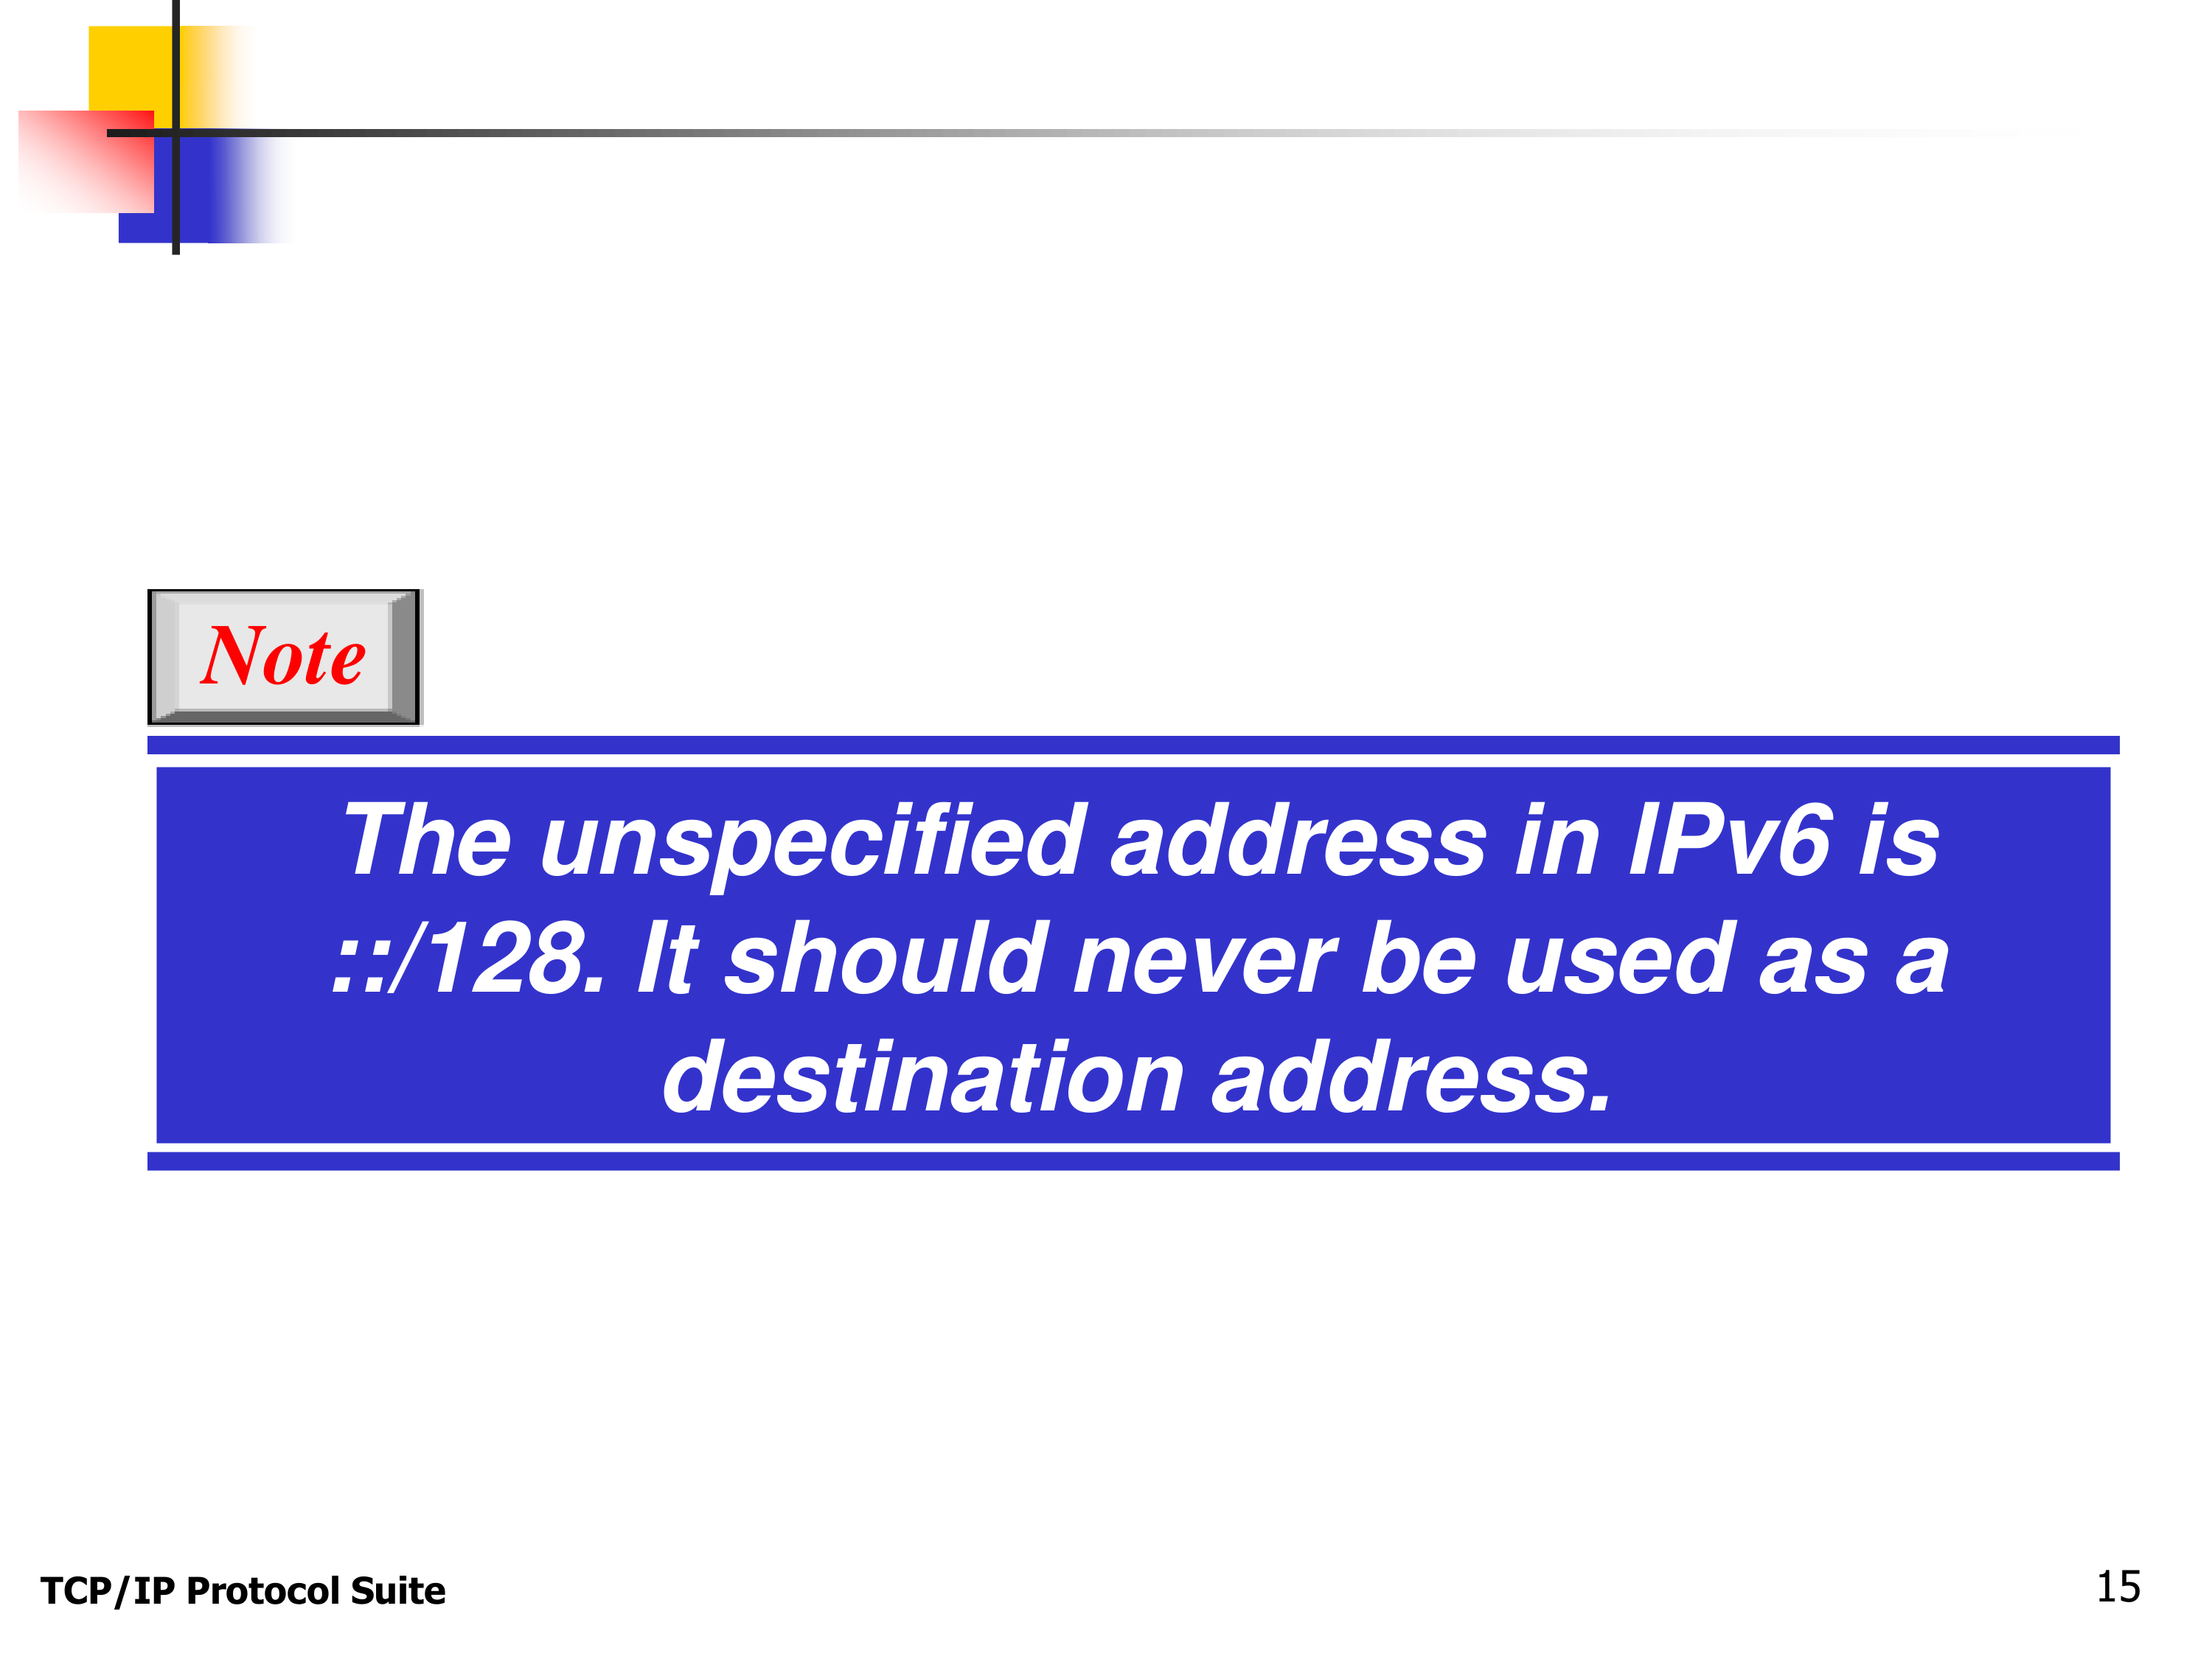 Note
The unspecified address in IPv6 is
::/128. It should never be used as a
destination address.
TCP/IP Protocol Suite
15